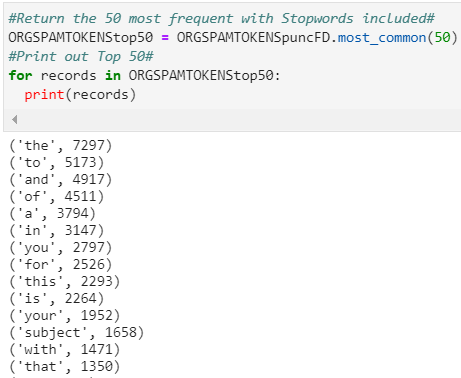 #Return the 50 most frequent with Stopwords included#
ORGSPAMTOKENStop50 = ORGSPAMTOKENSpuncFD.most_common(50)
#Print out Top 50#
for records in ORGSPAMTOKENStop50:
  print(records)
('the', 7297)
('to', 5173)
('and', 4917)
('of', 4511)
('a', 3794)
('in', 3147)
('you', 2797)
('for', 2526)
('this', 2293)
('is', 2264)
('your', 1952)
('subject', 1658)
('with', 1471)
('that', 1350)